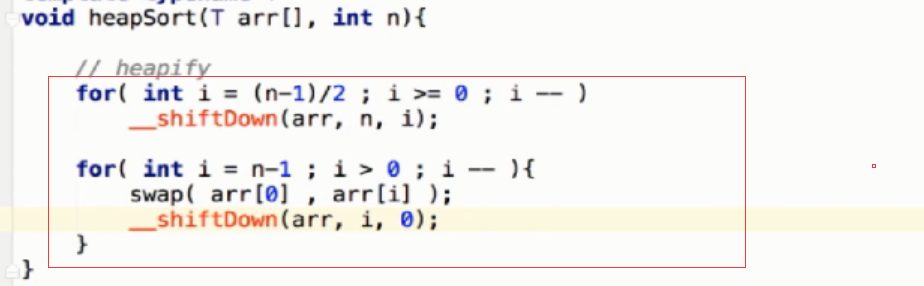 void heapSort(T arr[], int n){
// heapify
for( int i = (n-1)/2 ; i >= 0 ; i -- )
__shiftDown(arr, n, i);
for( int i = n-1 ; i > 0 ; i -- ){
swap( arr[0] , arr[i] );
__shiftDown(arr, i, 0);
}
}